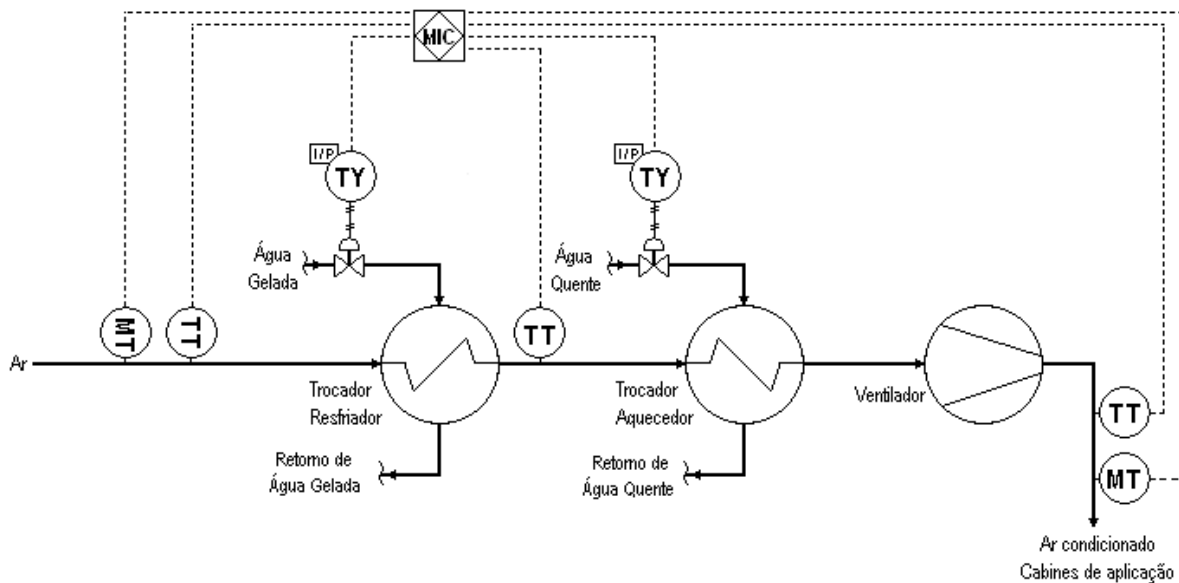 MIC
I/P
TY
I/P
TY
Água
Gelada
Água
Quente
MT
TT
TT
Ar
Trocador
Resfriador
Trocador
Aquecedor
Ventilador
TT
Retorno de
Água Gelada
Retorno de
Água Quente
MT
Ar condicionado
Cabines de aplicação